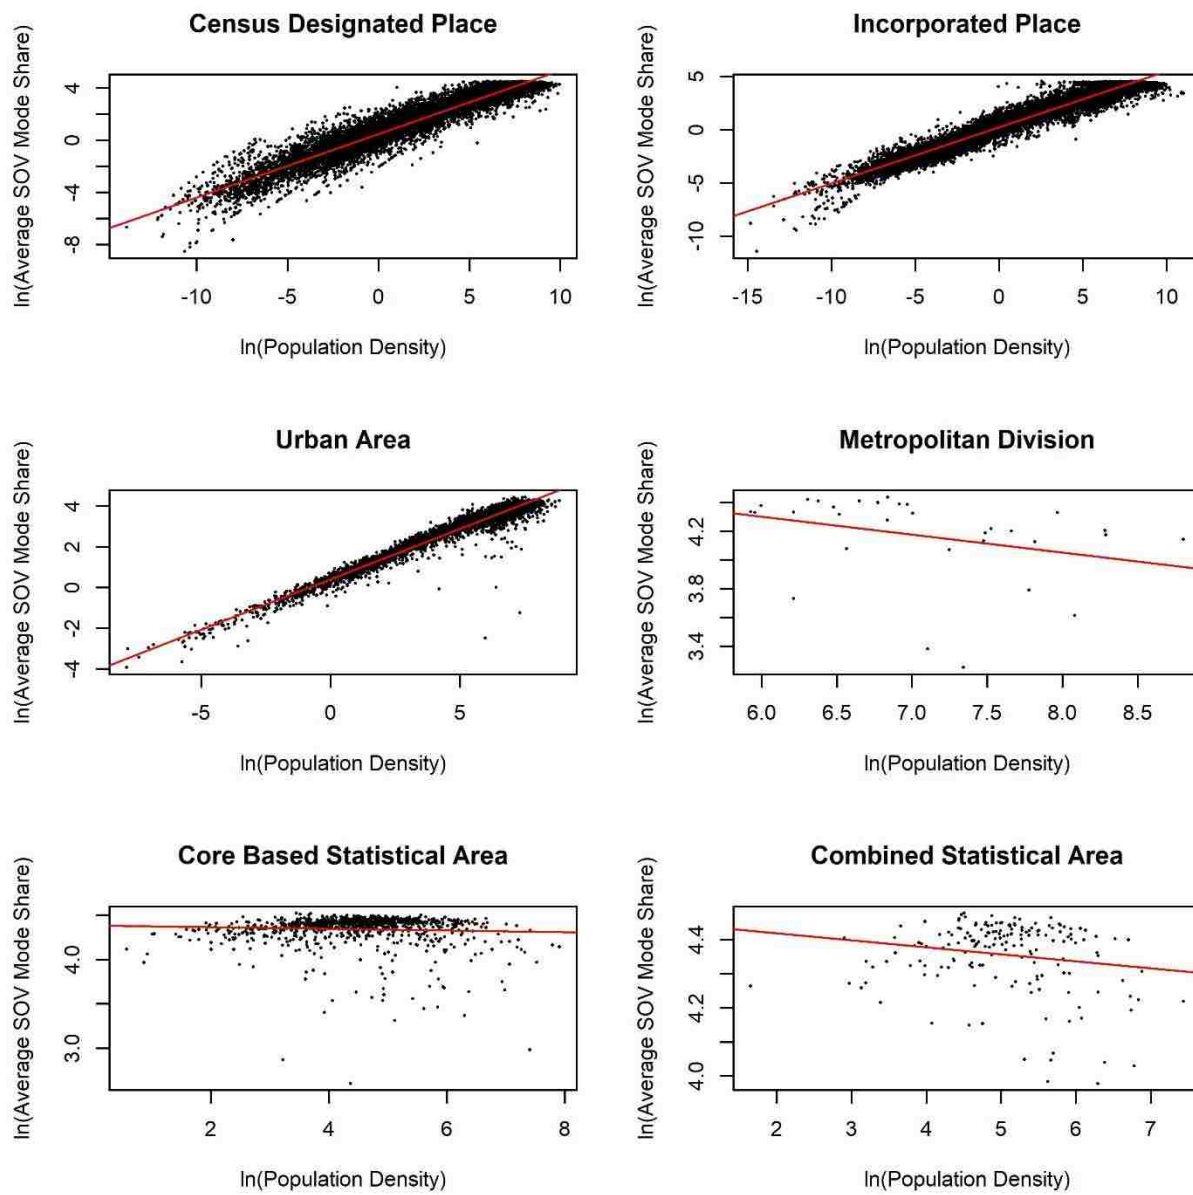 Census Designated Place
ln(Average SOV Mode Share)
4
0
-4
-8
-10
-5
0
5
10
ln(Population Density)
Incorporated Place
ln(Average SOV Mode Share)
5
0
-5
-10
-15
-10
-5
0
5
10
ln(Population Density)
Urban Area
ln(Average SOV Mode Share)
4
2
0
-2
-4
-5
0
5
ln(Population Density)
Metropolitan Division
ln(Average SOV Mode Share)
4.2
3.8
3.4
6.0
6.5
7.0
7.5
8.0
8.5
ln(Population Density)
Core Based Statistical Area
ln(Average SOV Mode Share)
4.0
3.0
2
4
6
8
ln(Population Density)
Combined Statistical Area
ln(Average SOV Mode Share)
4.4
4.2
4.0
2
3
4
5
6
7
ln(Population Density)